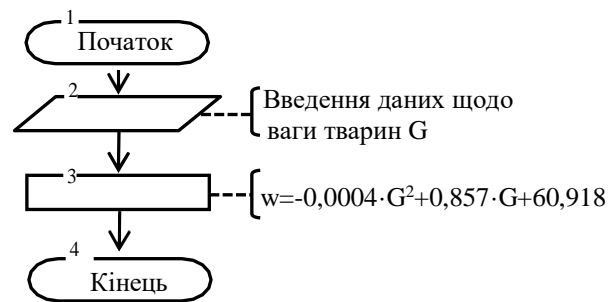 1
Початок
2
Введення даних щодо
ваги тварин G
3
w=-0,0004·G²+0,857·G+60,918
4
Кінець